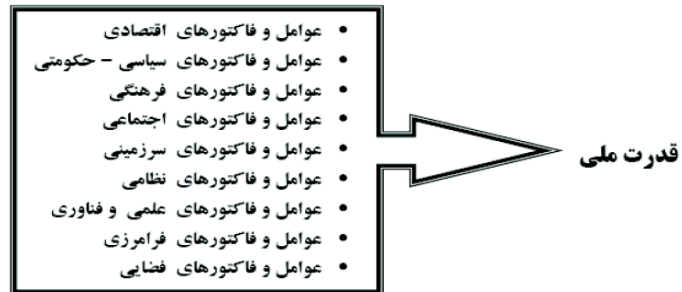 • عوامل و فاکتورهای اقتصادی
• عوامل و فاکتورهای سیاسی - حکومتی
• عوامل و فاکتورهای فرهنگی
• عوامل و فاکتورهای اجتماعی
• عوامل و فاکتورهای سرزمینی
• عوامل و فاکتورهای نظامی
• عوامل و فاکتورهای علمی و فناوری
• عوامل و فاکتورهای فرامرزی
• عوامل و فاکتورهای فضایی
قدرت ملی